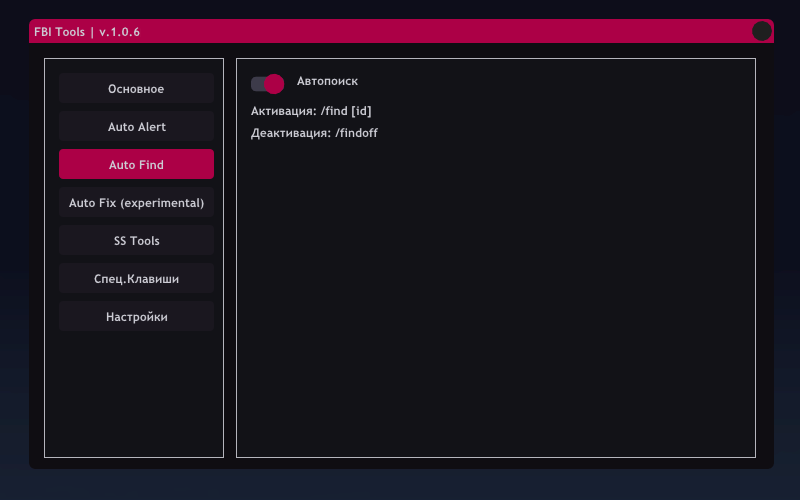 FBI Tools | v.1.0.6
Основное
Auto Alert
Auto Find
Auto Fix (experimental)
SS Tools
Спец.Клавиши
Настройки
Автопоиск
Активация: /find [id]
Деактивация: /findoff